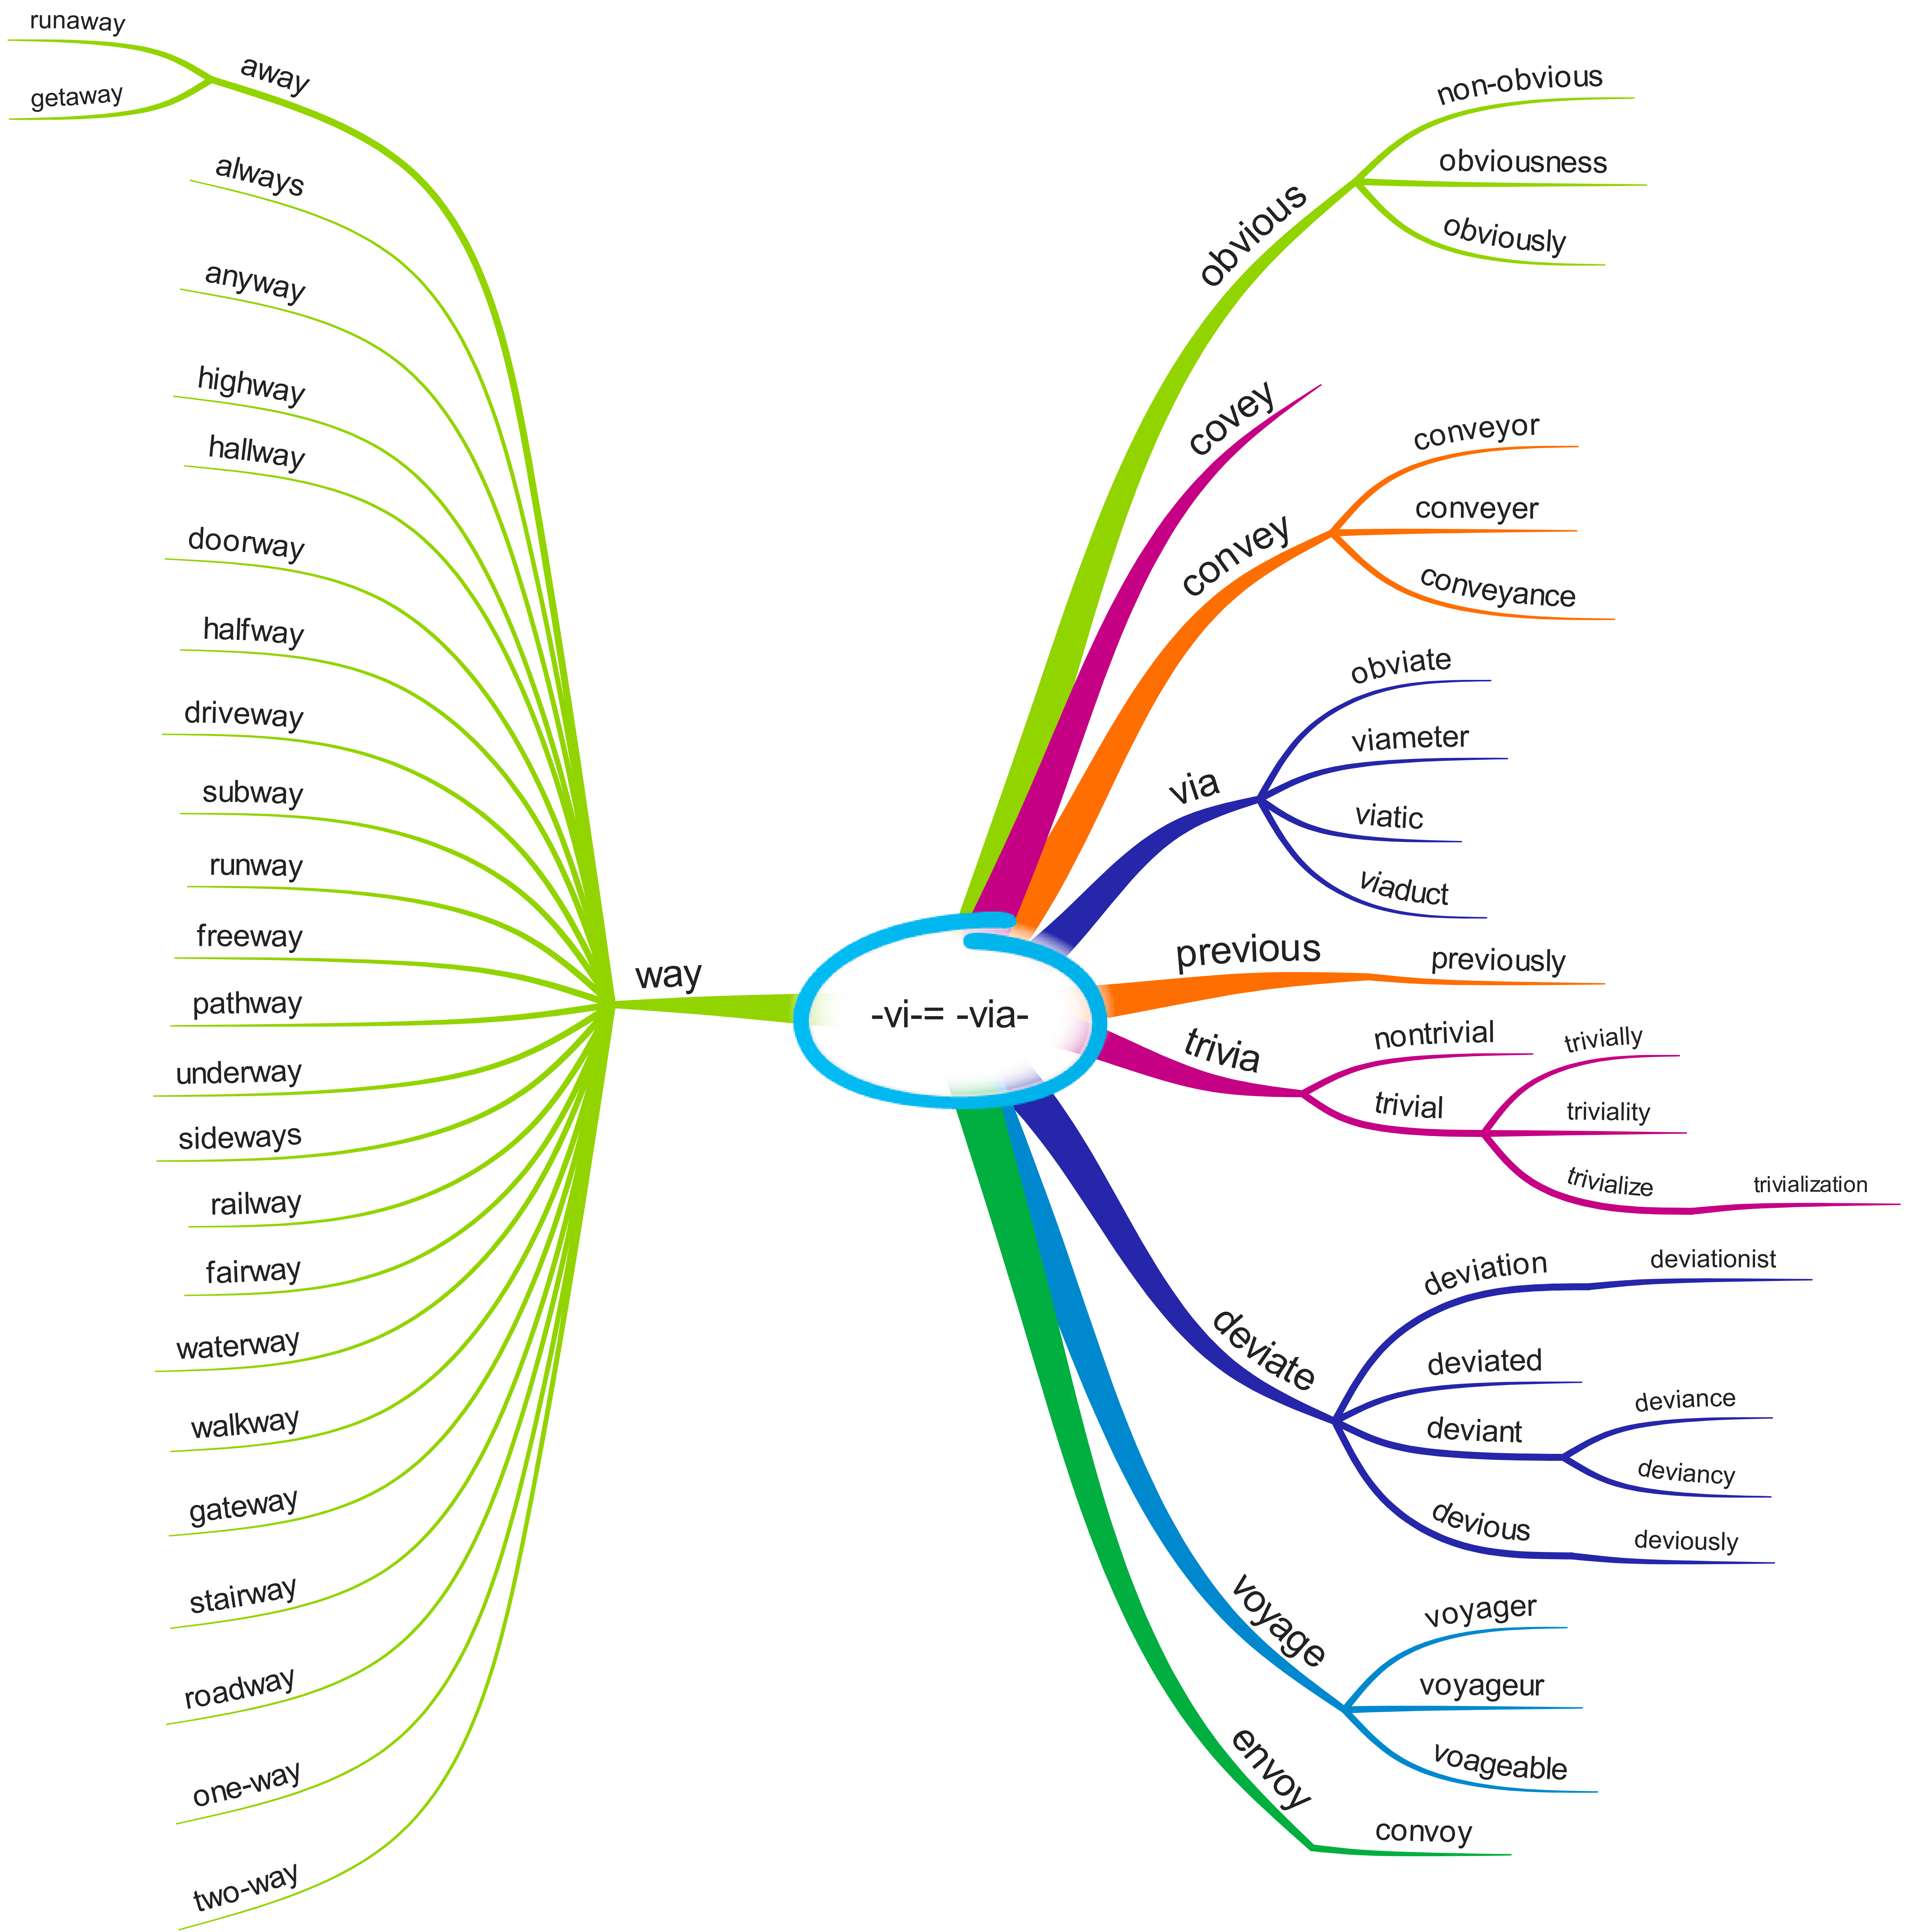 -vi-= -via-
obvious
non-obvious
obviousness
obviously
covey
convey
conveyor
conveyer
conveyance
via
obviate
viameter
viatic
viaduct
previous
previously
trivia
nontrivial
trivial
trivially
triviality
trivialize
trivialization
deviate
deviation
deviationist
deviated
deviant
deviance
deviancy
devious
deviously
voyage
voyager
voyageur
voageable
envoy
convoy
way
away
runaway
getaway
always
anyway
highway
hallway
doorway
halfway
driveway
subway
runway
freeway
pathway
underway
sideways
railway
fairway
waterway
walkway
gateway
stairway
roadway
one-way
two-way